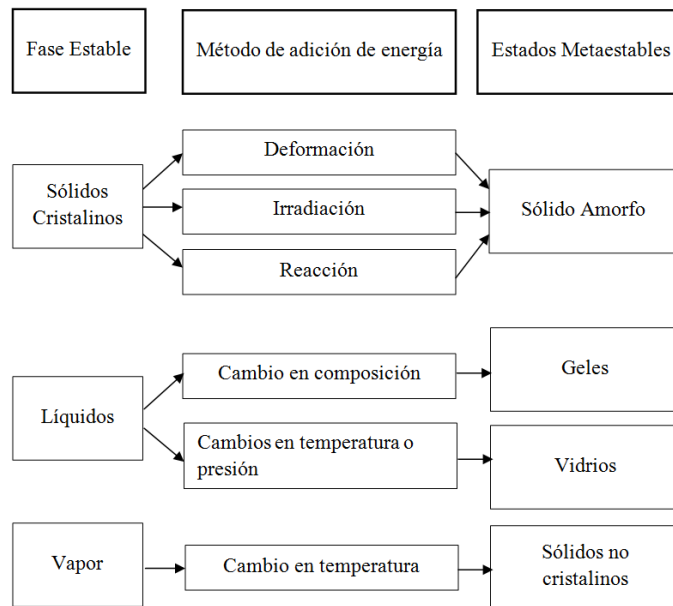 Fase Estable
Método de adición de energía
Estados Metaestables
Sólidos
Cristalinos
Deformación
Irradiación
Reacción
Sólido Amorfo
Líquidos
Cambio en composición
Cambios en temperatura o
presión
Geles
Vidrios
Vapor
Cambio en temperatura
Sólidos no
cristalinos